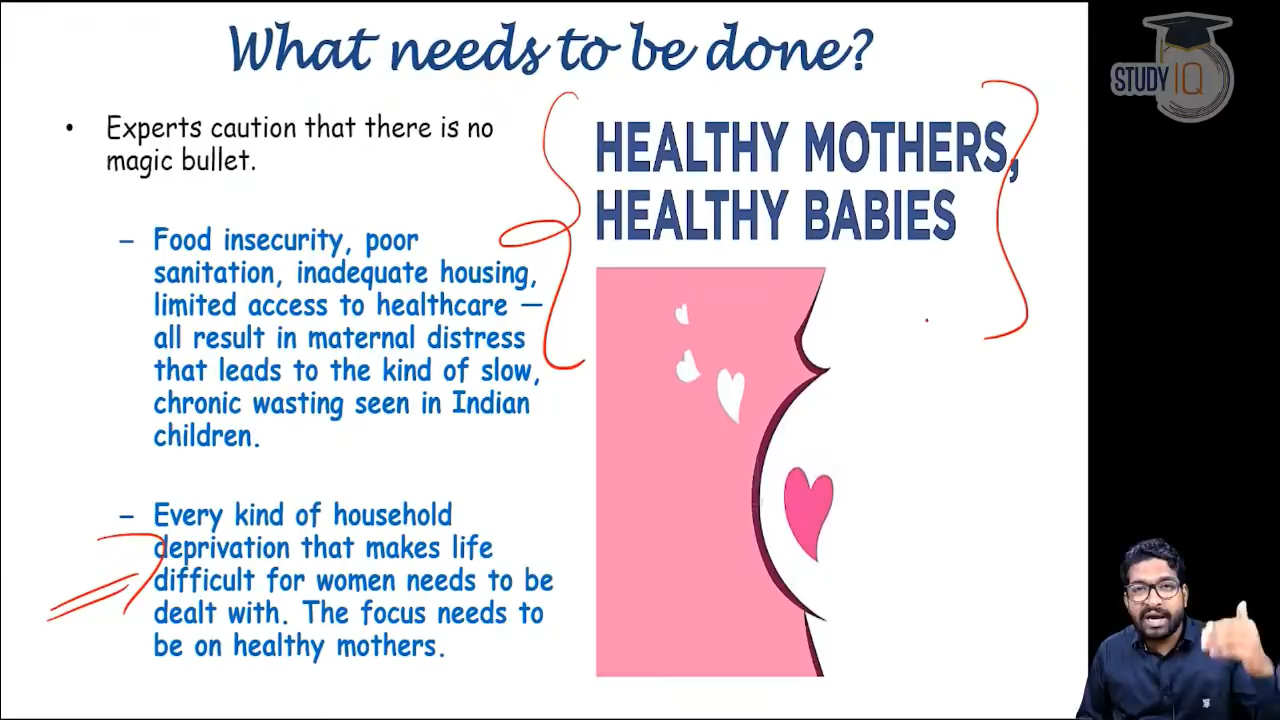 What needs to be done?
• Experts caution that there is no
magic bullet.
– Food insecurity, poor
sanitation, inadequate housing,
limited access to healthcare —
all result in maternal distress
that leads to the kind of slow,
chronic wasting seen in Indian
children.
– Every kind of household
deprivation that makes life
difficult for women needs to be
dealt with. The focus needs to
be on healthy mothers.
HEALTHY MOTHERS,
HEALTHY BABIES
STUDY IQ